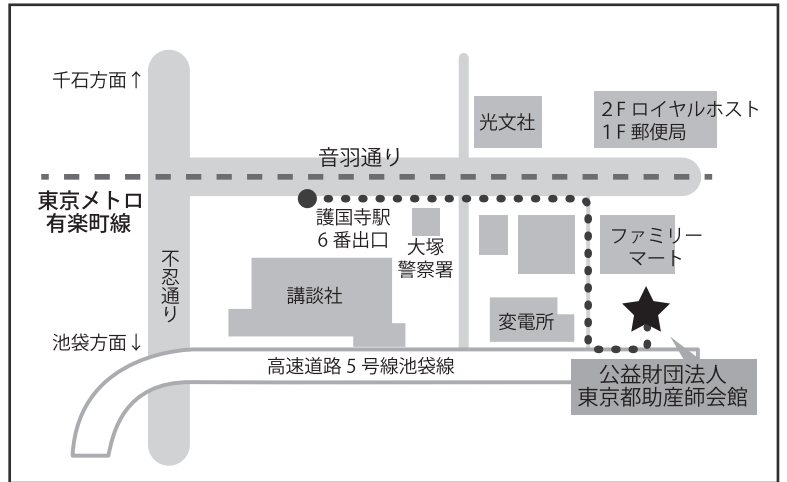 千石方面↑
光文社
2F ロイヤルホスト
1F 郵便局
音羽通り
東京メトロ
有楽町線
護国寺駅
6番出口
大塚
警察署
ファミリー
マート
不忍通り
講談社
変電所
池袋方面↓
高速道路5号線池袋線
公益財団法人
東京都助産師会館